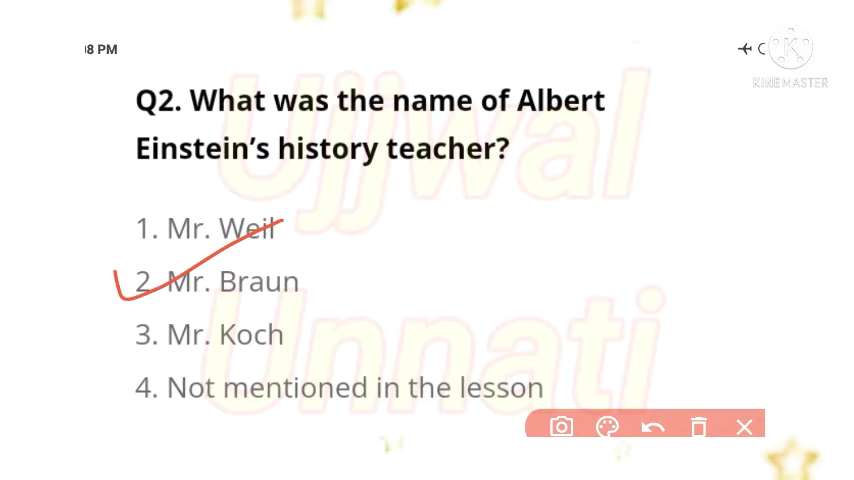 08 PM
KINEMASTER
Q2. What was the name of Albert
Einstein's history teacher?
1. Mr. Weil
2. Mr. Braun
3. Mr. Koch
4. Not mentioned in the lesson
Ujjwal
Unnati